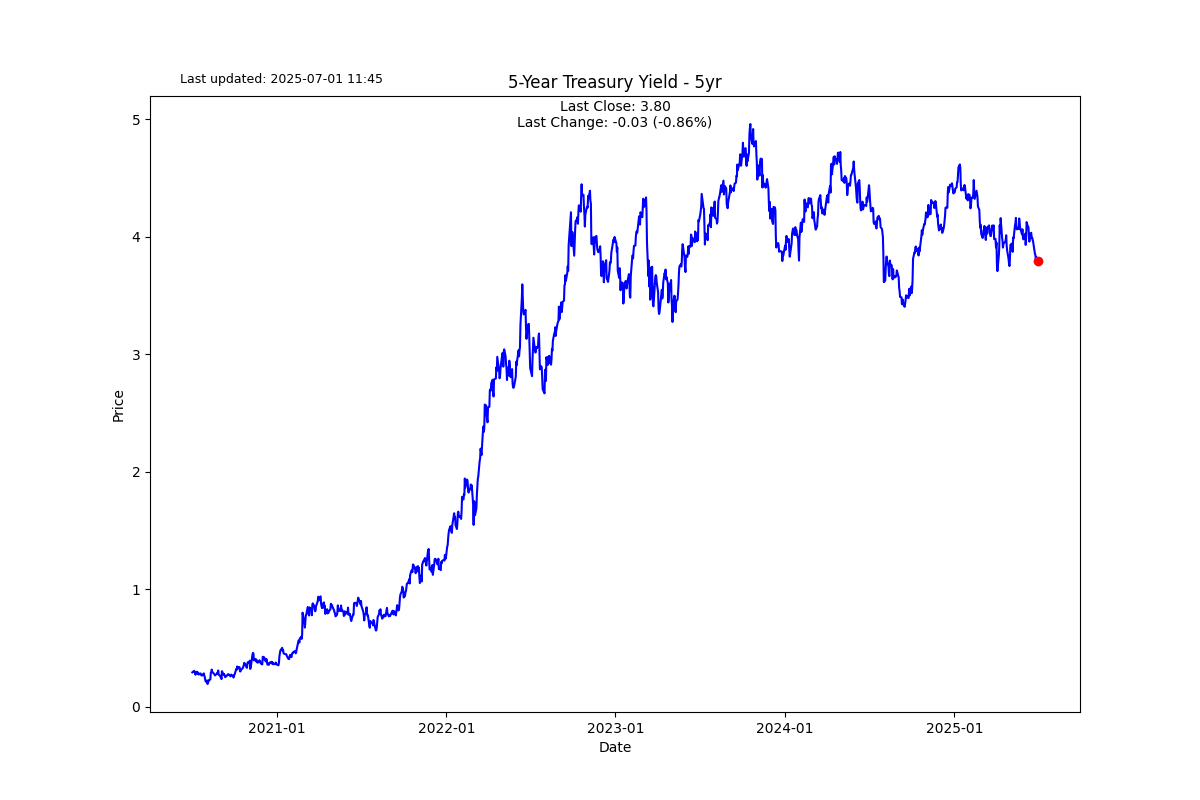 Last updated: 2025-07-01 11:45
5-Year Treasury Yield - 5yr
Last Close: 3.80
Last Change: -0.03 (-0.86%)
5
4
3
2
1
0
Price
2021-01
2022-01
2023-01
2024-01
2025-01
Date